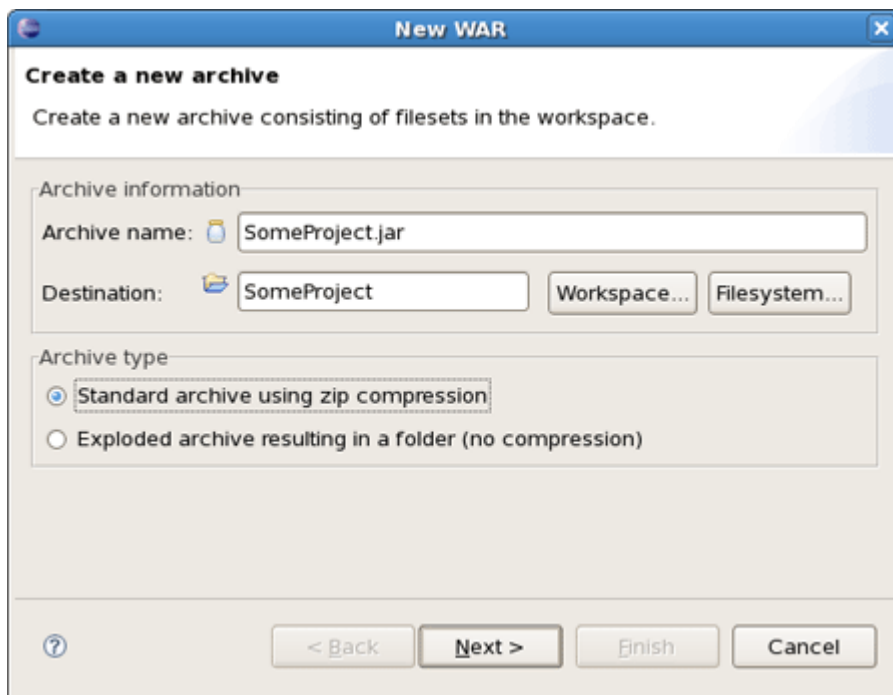 New WAR
Create a new archive
Create a new archive consisting of filesets in the workspace.
Archive information
Archive name: SomeProject.jar
Destination: SomeProject Workspace... Filesystem...
Archive type
Standard archive using zip compression
Exploded archive resulting in a folder (no compression)
? < Back Next > Finish Cancel